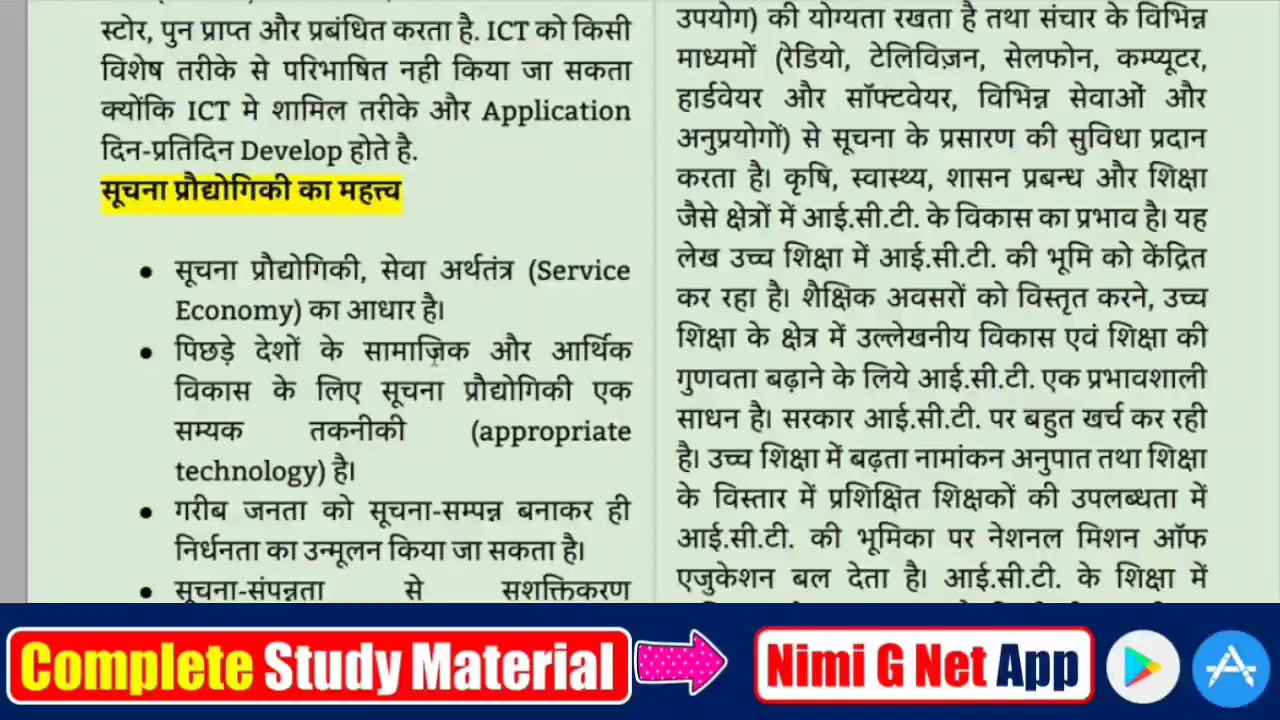 स्टोर, पुन प्राप्त और प्रबंधित करता है. ICT को किसी
विशेष तरीके से परिभाषित नही किया जा सकता
क्योंकि ICT मे शामिल तरीके और Application
दिन-प्रतिदिन Develop होते है.
सूचना प्रौद्योगिकी का महत्त्व
• सूचना प्रौद्योगिकी, सेवा अर्थतंत्र (Service
Economy) का आधार है।
• पिछड़े देशों के सामाजिक और आर्थिक
विकास के लिए सूचना प्रौद्योगिकी एक
सम्यक तकनीकी (appropriate
technology) है।
• गरीब जनता को सूचना-सम्पन्न बनाकर ही
निर्धनता का उन्मूलन किया जा सकता है।
• सूचना-संपन्नता से सशक्तिकरण
उपयोग) की योग्यता रखता है तथा संचार के विभिन्न
माध्यमों (रेडियो, टेलिविज़न, सेलफोन, कम्प्यूटर,
हार्डवेयर और सॉफ्टवेयर, विभिन्न सेवाओं और
अनुप्रयोगों) से सूचना के प्रसारण की सुविधा प्रदान
करता है। कृषि, स्वास्थ्य, शासन प्रबन्ध और शिक्षा
जैसे क्षेत्रों में आई.सी.टी. के विकास का प्रभाव है। यह
लेख उच्च शिक्षा में आई.सी.टी. की भूमि को केंद्रित
कर रहा है। शैक्षिक अवसरों को विस्तृत करने, उच्च
शिक्षा के क्षेत्र में उल्लेखनीय विकास एवं शिक्षा की
गुणवता बढ़ाने के लिये आई.सी.टी. एक प्रभावशाली
साधन है। सरकार आई.सी.टी. पर बहुत खर्च कर रही
है। उच्च शिक्षा में बढ़ता नामांकन अनुपात तथा शिक्षा
के विस्तार में प्रशिक्षित शिक्षकों की उपलब्धता में
आई.सी.टी. की भूमिका पर नेशनल मिशन ऑफ
एजुकेशन बल देता है। आई.सी.टी. के शिक्षा में
Complete Study Material
Nimi G Net App